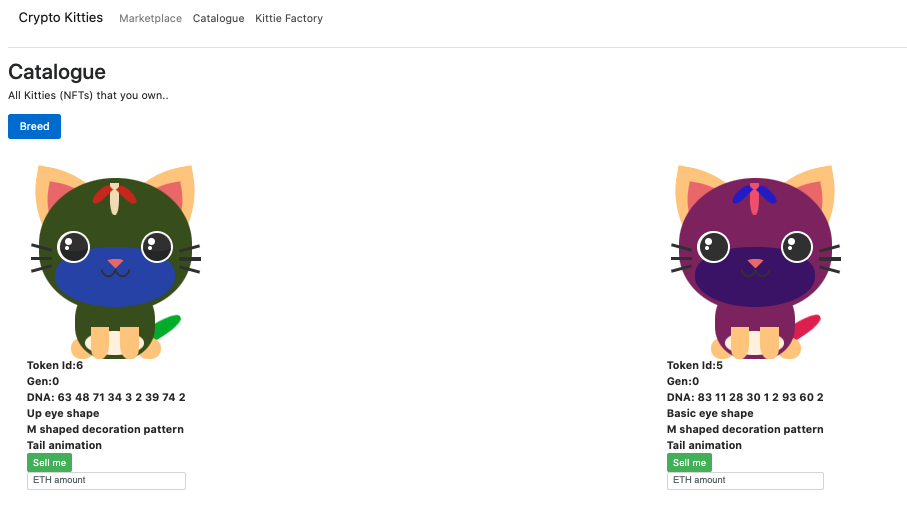 Crypto Kitties Marketplace Catalogue Kittie Factory
Catalogue
All Kitties (NFTs) that you own..
Breed
Token Id:6
Gen:0
DNA: 63 48 71 34 3 2 39 74 2
Up eye shape
M shaped decoration pattern
Tail animation
Sell me
ETH amount
Token Id:5
Gen:0
DNA: 83 11 28 30 1 2 93 60 2
Basic eye shape
M shaped decoration pattern
Tail animation
Sell me
ETH amount